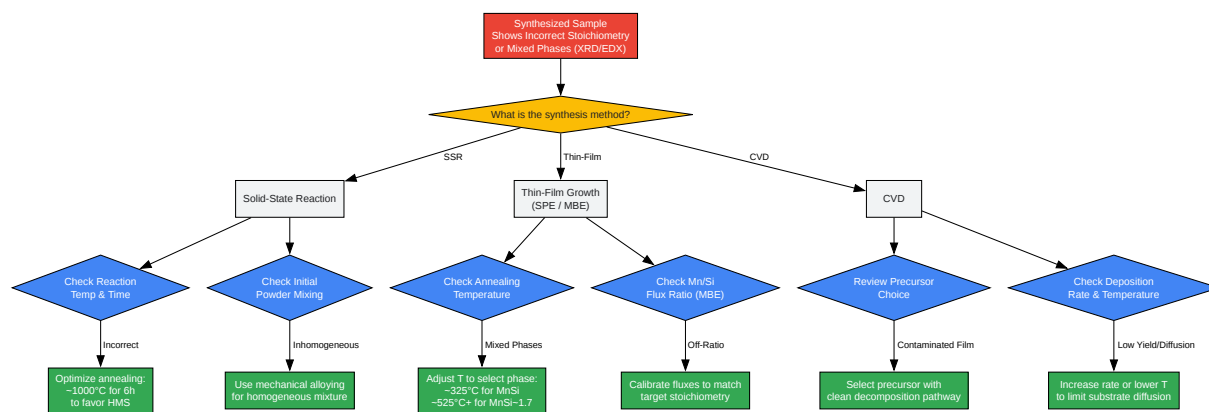 Synthesized Sample
Shows Incorrect Stoichiometry
or Mixed Phases (XRD/EDX)
What is the synthesis method?
SSR
Thin-Film
CVD
Solid-State Reaction
Thin-Film Growth
(SPE / MBE)
CVD
Check Reaction
Temp & Time
Check Initial
Powder Mixing
Check Annealing
Temperature
Check Mn/Si
Flux Ratio (MBE)
Review Precursor
Choice
Check Deposition
Rate & Temperature
Incorrect
Inhomogeneous
Mixed Phases
Off-Ratio
Contaminated Film
Low Yield/Diffusion
Optimize annealing:
~1000°C for 6h
to favor HMS
Use mechanical alloying
for homogeneous mixture
Adjust T to select phase:
~325°C for MnSi
~525°C+ for MnSi~1.7
Calibrate fluxes to match
target stoichiometry
Select precursor with
clean decomposition pathway
Increase rate or lower T
to limit substrate diffusion